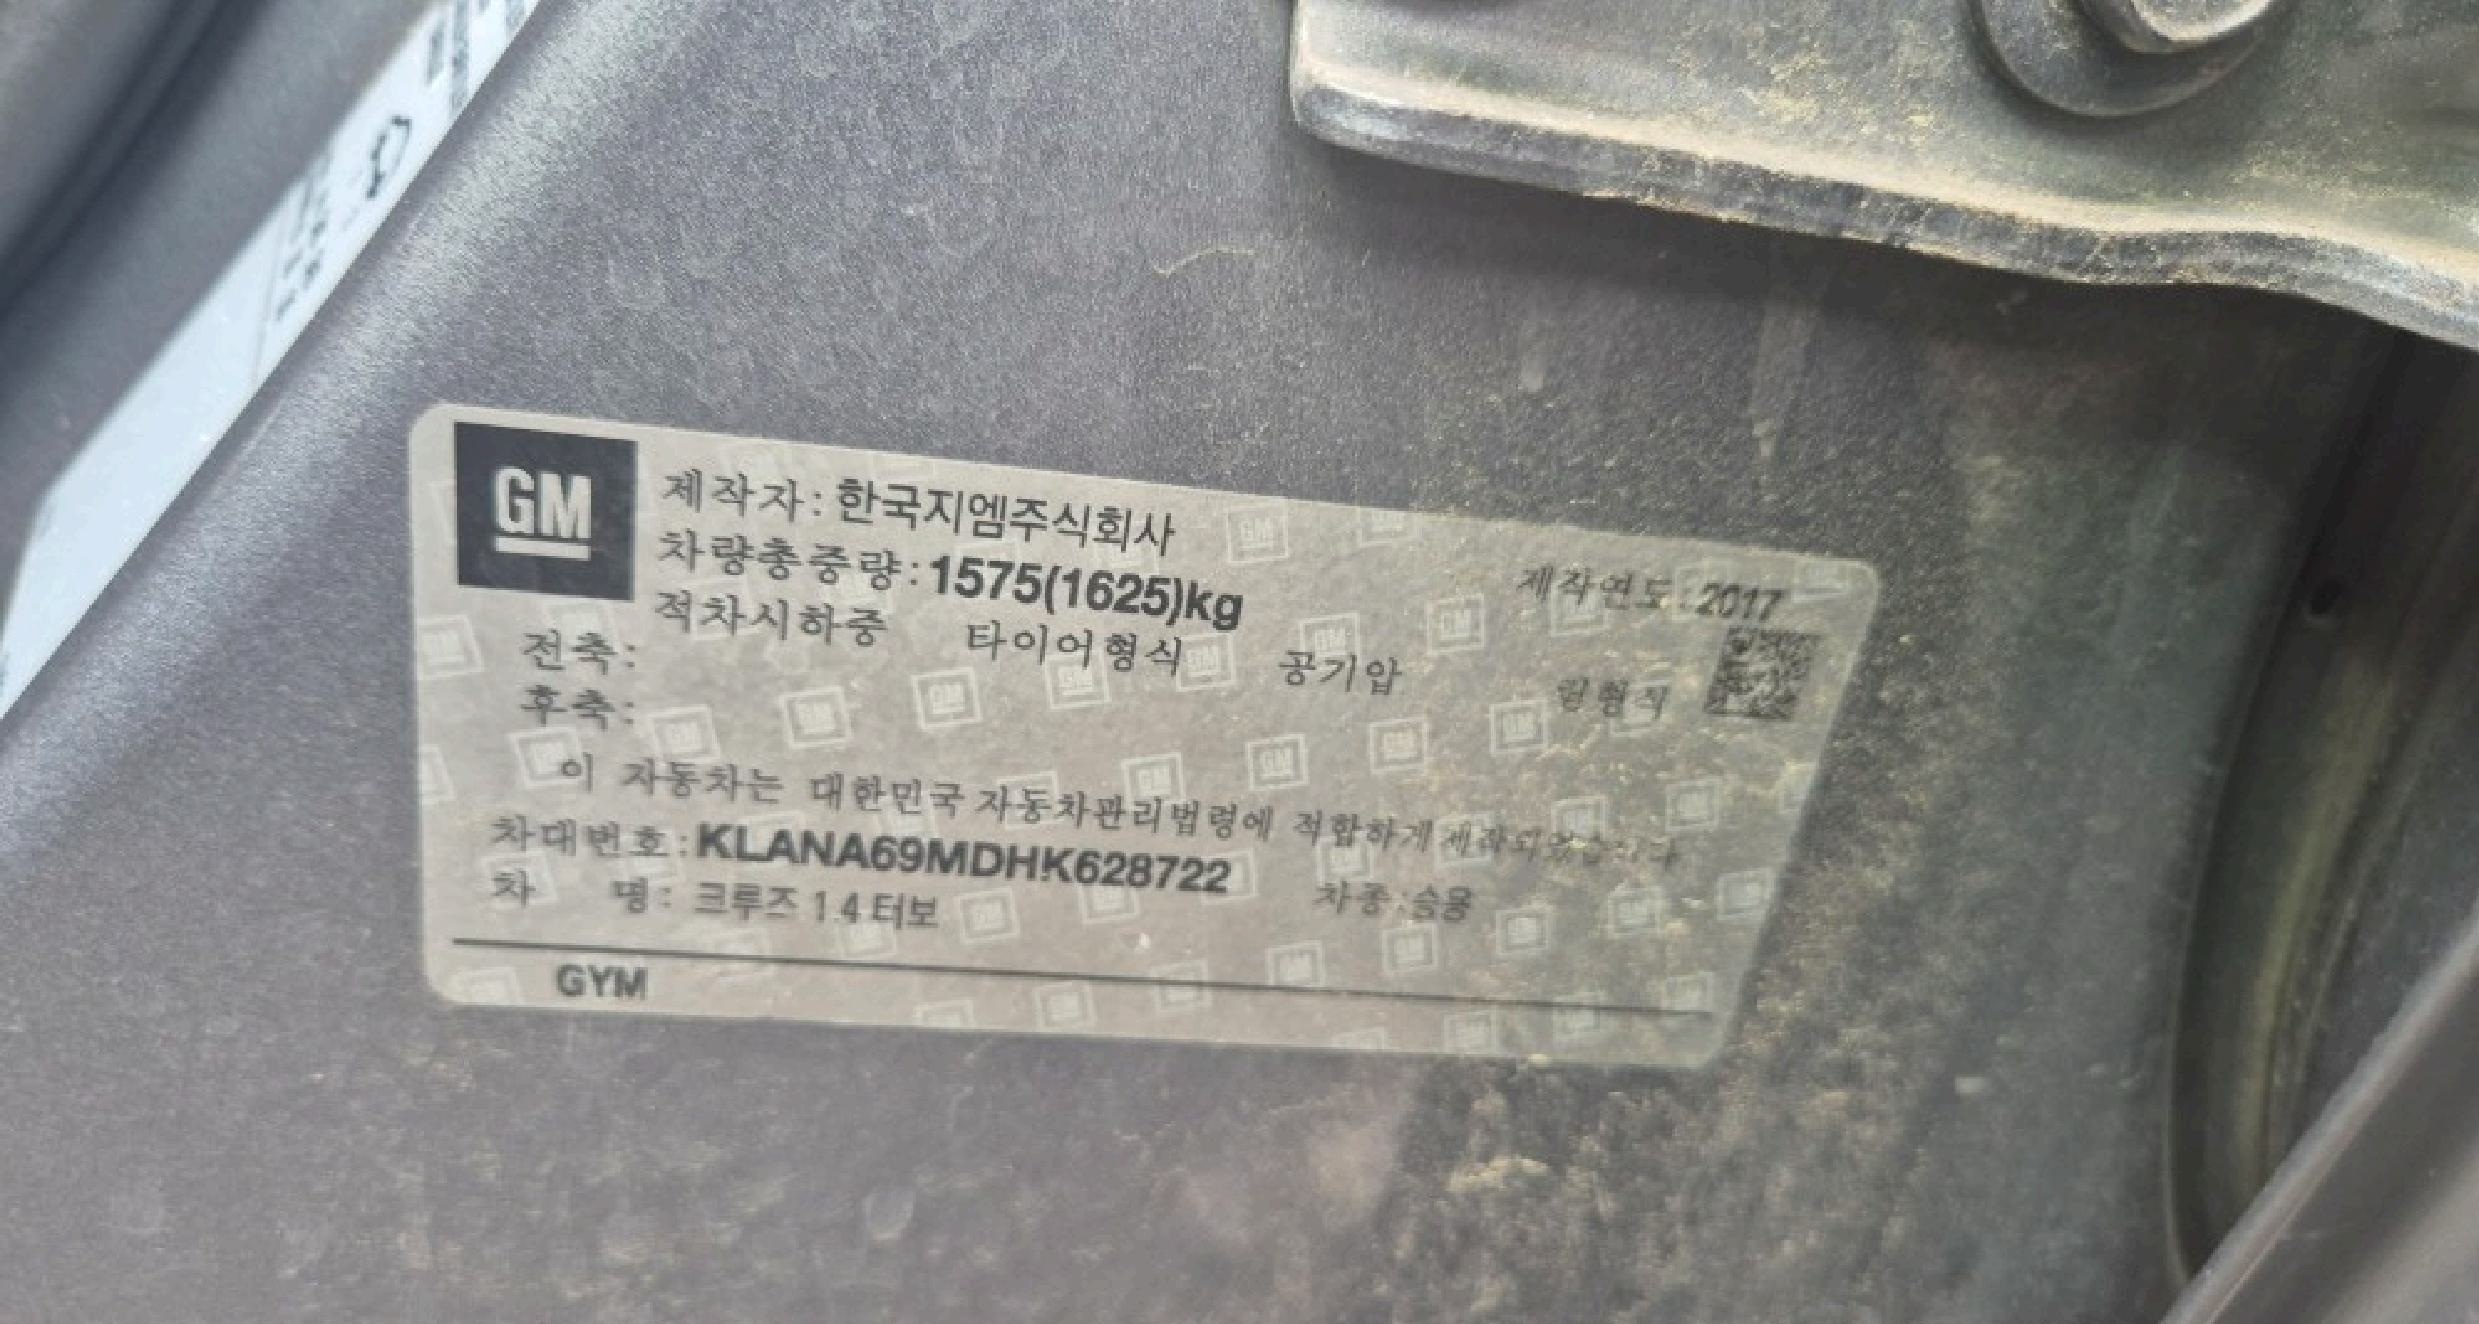 GM
제작자: 한국지엠주식회사
차량총중량: 1575(1625)kg
제작연도: 2017
적차시하중 타이어형식 공기압 림형식
전축:
후축:
이 자동차는 대한민국 자동차관리법령에 적합하게 제작되었습니다
차대번호: KLANA69MDHK628722
차 명: 크루즈 1.4 터보 차종: 승용
GYM